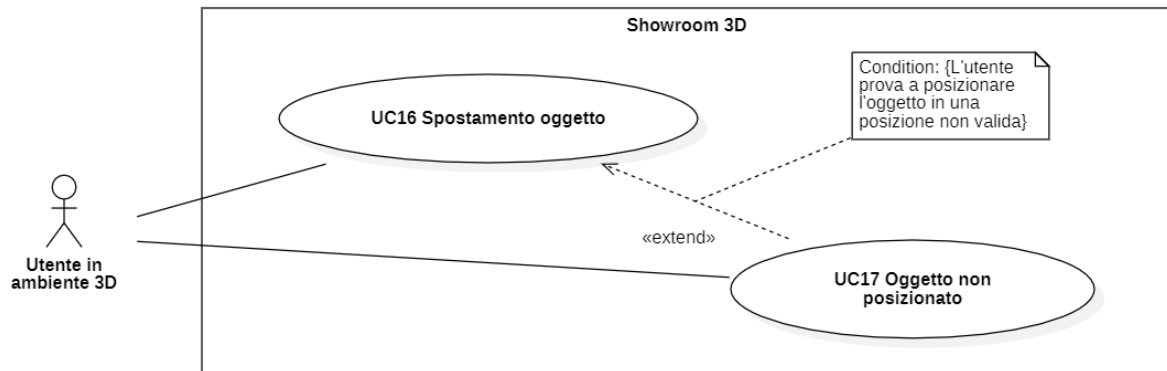 Showroom 3D
Condition: {L'utente
prova a posizionare
l'oggetto in una
posizione non valida}
UC16 Spostamento oggetto
«extend»
Utente in
ambiente 3D
UC17 Oggetto non
posizionato